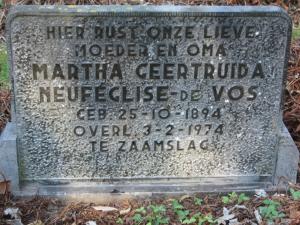 HIER RUST ONZE LIEVE
MOEDER EN OMA
MARTHA GEERTRUIDA
NEUFÉGLISE-DE VOS
GEB. 25-10-1894
OVERL. 3-2-1974
TE ZAAMSLAG